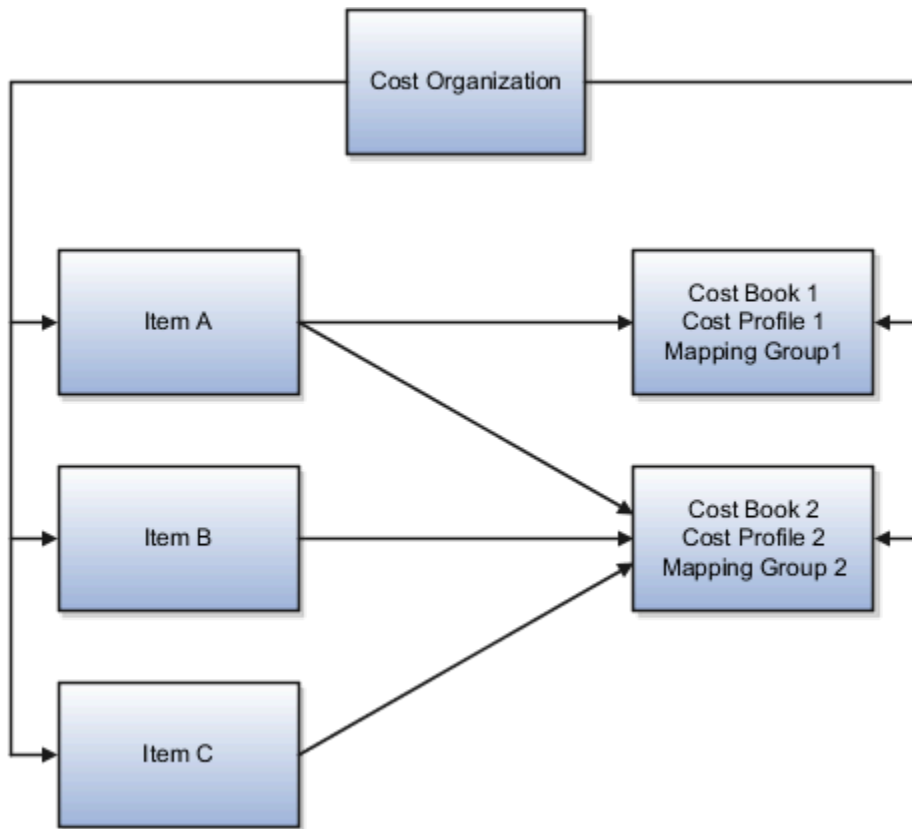 Cost Organization
Item A
Cost Book 1
Cost Profile 1
Mapping Group1
Item B
Cost Book 2
Cost Profile 2
Mapping Group 2
Item C